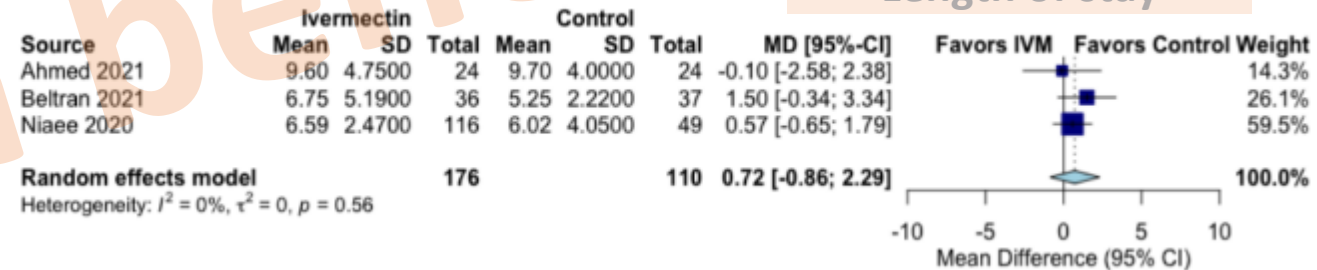 Length of stay
Ivermectin Control
Source Mean SD Total Mean SD Total MD [95%-CI] Favors IVM Favors Control Weight
Ahmed 2021 9.60 4.7500 24 9.70 4.0000 24 -0.10 [-2.58; 2.38] 14.3%
Beltran 2021 6.75 5.1900 36 5.25 2.2200 37 1.50 [-0.34; 3.34] 26.1%
Niaee 2020 6.59 2.4700 116 6.02 4.0500 49 0.57 [-0.65; 1.79] 59.5%
Random effects model 176 110 0.72 [-0.86; 2.29] 100.0%
Heterogeneity: I² = 0%, τ² = 0, p = 0.56
-10 -5 0 5 10
Mean Difference (95% CI)